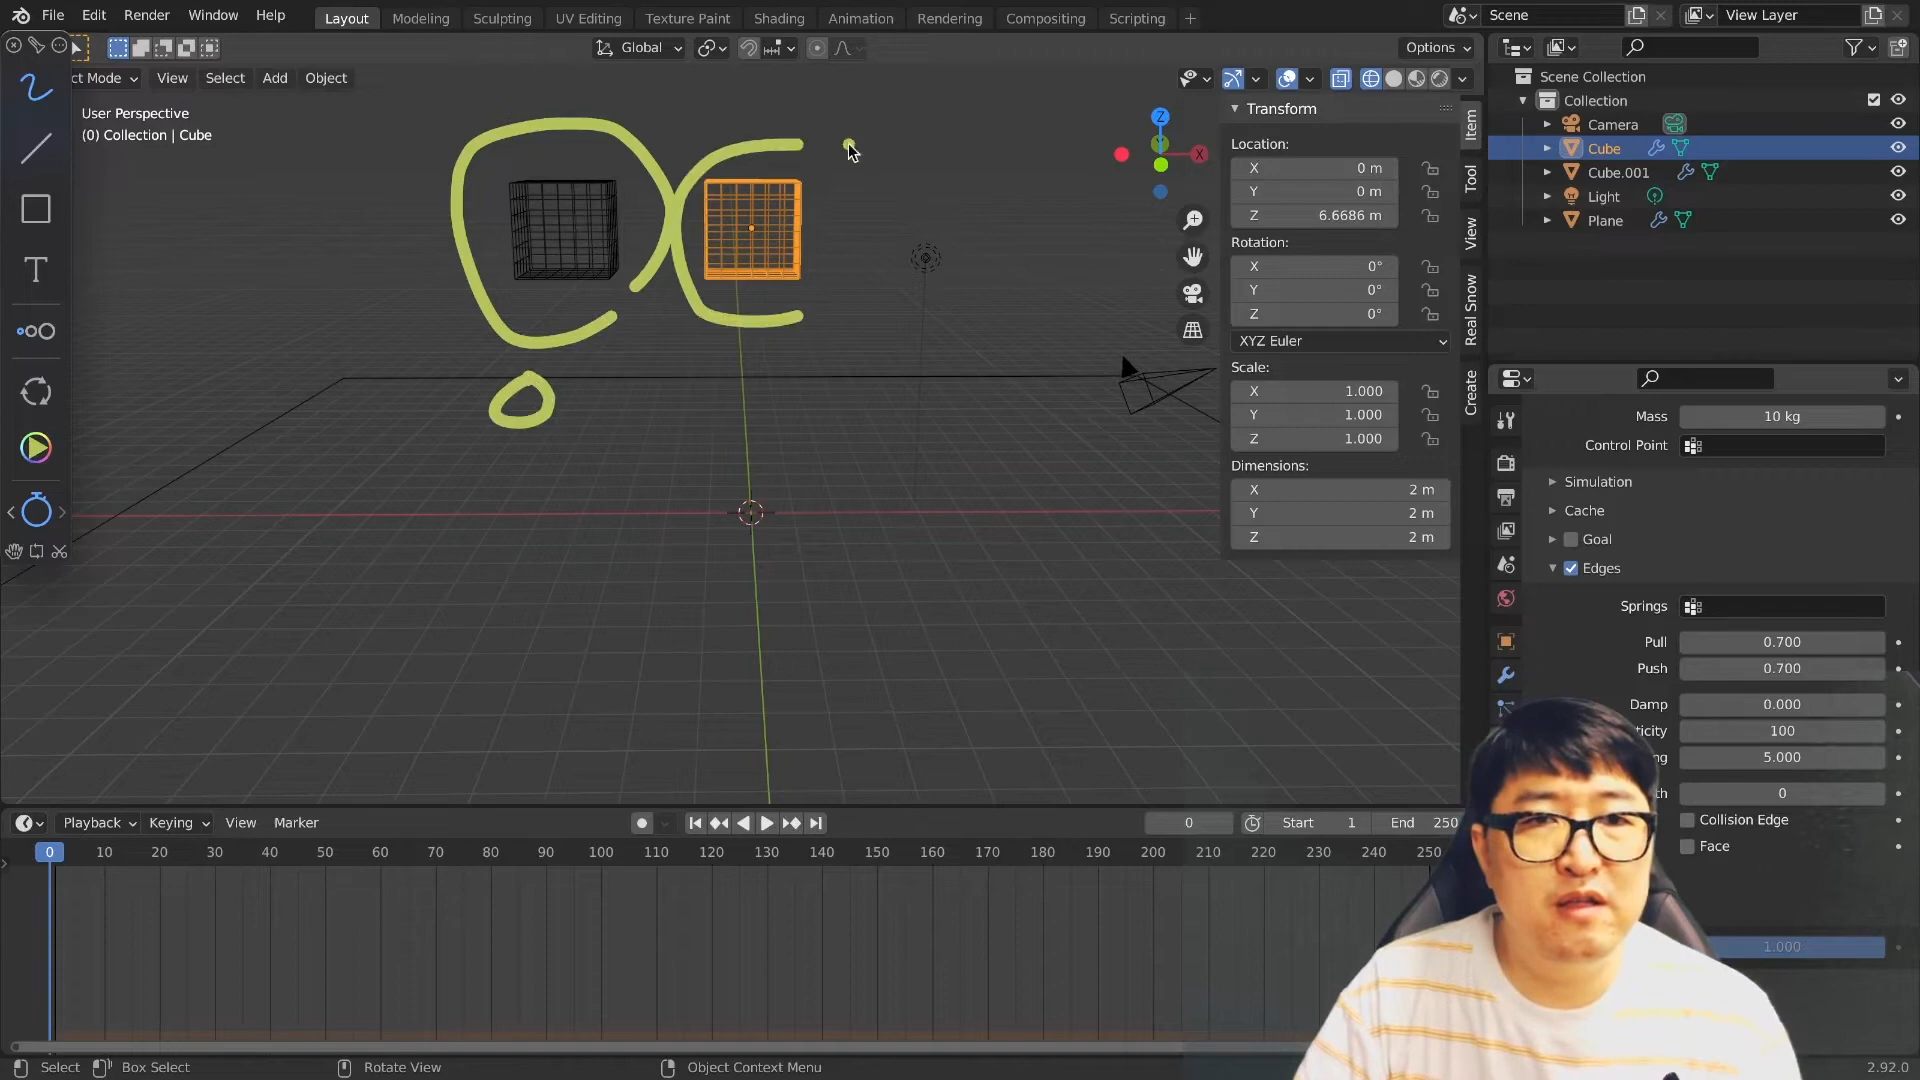 File Edit Render Window Help
Layout Modeling Sculpting UV Editing Texture Paint Shading Animation Rendering Compositing Scripting
Scene
View Layer
Global
Options
ct Mode View Select Add Object
User Perspective
(0) Collection | Cube
Z
X
Transform
Location:
X 0 m
Y 0 m
Z 6.6686 m
Rotation:
X 0°
Y 0°
Z 0°
XYZ Euler
Scale:
X 1.000
Y 1.000
Z 1.000
Dimensions:
X 2 m
Y 2 m
Z 2 m
Item
Tool
View
Real Snow
Create
Scene Collection
Collection
Camera
Cube
Cube.001
Light
Plane
Mass 10 kg
Control Point
Simulation
Cache
Goal
Edges
Springs
Pull 0.700
Push 0.700
Damp 0.000
ticity 100
ng 5.000
th 0
Collision Edge
Face
1.000
Playback Keying View Marker
0 Start 1 End 250
0 10 20 30 40 50 60 70 80 90 100 110 120 130 140 150 160 170 180 190 200 210 220 230 240 250
Select Box Select Rotate View Object Context Menu 2.92.0